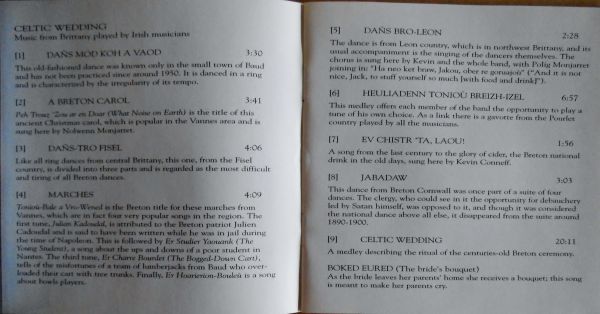 CELTIC WEDDING
Music from Brittany played by Irish musicians
[1] DAÑS MOD KOH A VAOD 3:30
This old-fashioned dance was known only in the small town of Baud
and has not been practiced since around 1930. It is danced in a ring
and is characterized by the irregularity of its tempo.
[2] A BRETON CAROL 3:41
Peh Trouz 'Zou ar en Doar (What Noise on Earth) is the title of this
ancient Christmas carol, which is popular in the Vannes area and is
sung here by Nolwenn Monjarret.
[3] DAÑS-TRO FISEL 4:06
Like all ring dances from central Brittany, this one, from the Fisel
country, is divided into three parts and is regarded as the most difficult
and tiring of all Breton dances.
[4] MARCHES 4:09
Toniou-Bale a Vro-Wened is the Breton title for these marches from
Vannes, which are in fact four very popular songs in the region. The
first tune, Julian Kadoudal, is attributed to the Breton patriot Julien
Cadoudal and is said to have been written while he was in jail during
the time of Napoleon. This is followed by Er Studier Yaouank (The
Young Student), a song about the ups and downs of a poor student in
Nantes. The third tune, Er Charre Bourdet (The Bogged-Down Cart),
tells of the misfortunes of a team of lumberjacks from Baud who over-
loaded their cart with tree trunks. Finally, Er Hoarierion-Bouleù is a song
about bowls players.
[5] DAÑS BRO-LEON 2:28
The dance is from Leon country, which is in northwest Brittany, and its
usual accompaniment is the singing of the dancers themselves. The
chorus is sung here by Kevin and the whole band, with Polig Monjarret
joining in: "Ha neo ket brav, Jakou, ober re goruaois" ("And it is not
nice, Jack, to stuff yourself so much [with food and drink]").
[6] HEULIADENN TONIOÙ BREIZH-IZEL 6:57
This medley offers each member of the band the opportunity to play a
tune of his own choice. As a link there is a gavotte from the Pourlet
country played by all the musicians.
[7] EV CHISTR 'TA, LAOU! 1:56
A song from the last century to the glory of cider, the Breton national
drink in the old days, sung here by Kevin Conneff.
[8] JABADAW 3:03
This dance from Breton Cornwall was once part of a suite of four
dances. The clergy, who could see in it the opportunity for debauchery
led by Satan himself, was opposed to it, and though it was considered
the national dance above all else, it disappeared from the suite around
1890-1900.
[9] CELTIC WEDDING 20:11
A medley describing the ritual of the centuries-old Breton ceremony.
BOKED EURED (The bride's bouquet)
As the bride leaves her parents' home she receives a bouquet; this song
is meant to make her parents cry.